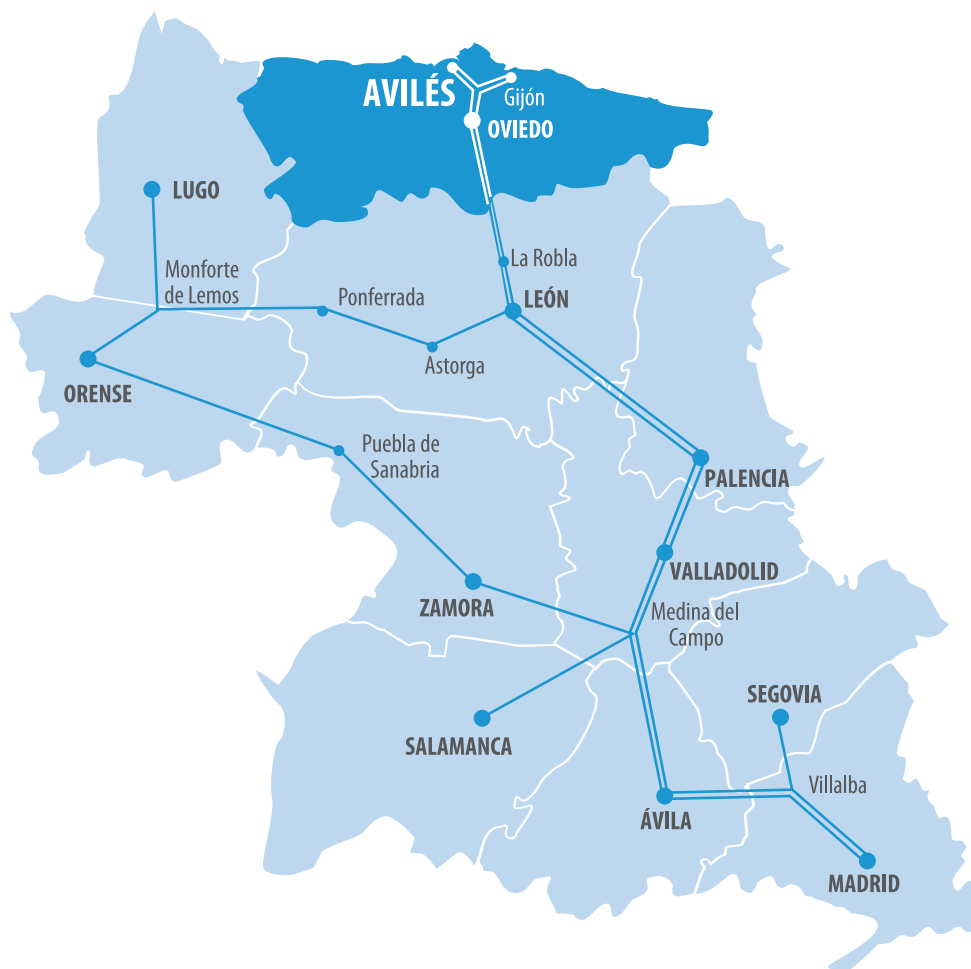 AVILÉS
Gijón
OVIEDO
LUGO
La Robla
Monforte
de Lemos
Ponferrada
LEÓN
Astorga
ORENSE
Puebla de
Sanabria
PALENCIA
VALLADOLID
ZAMORA
Medina del
Campo
SEGOVIA
SALAMANCA
Villalba
ÁVILA
MADRID